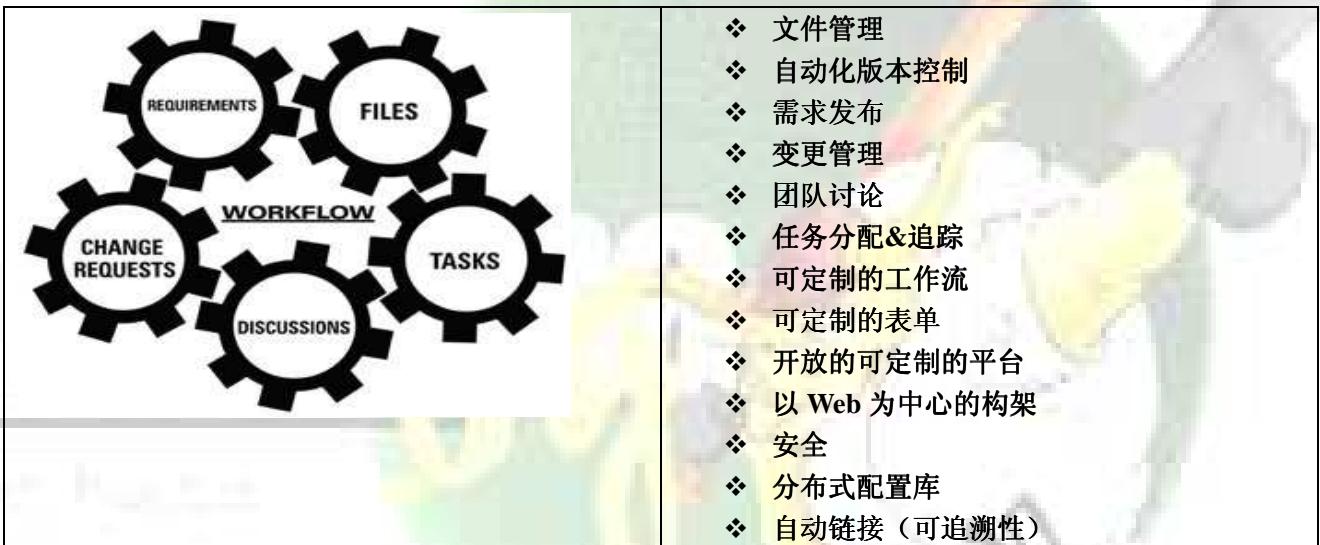 REQUIREMENTS
FILES
WORKFLOW
CHANGE
REQUESTS
TASKS
DISCUSSIONS
❖ 文件管理
❖ 自动化版本控制
❖ 需求发布
❖ 变更管理
❖ 团队讨论
❖ 任务分配&追踪
❖ 可定制的工作流
❖ 可定制的表单
❖ 开放的可定制的平台
❖ 以 Web 为中心的构架
❖ 安全
❖ 分布式配置库
❖ 自动链接（可追溯性）